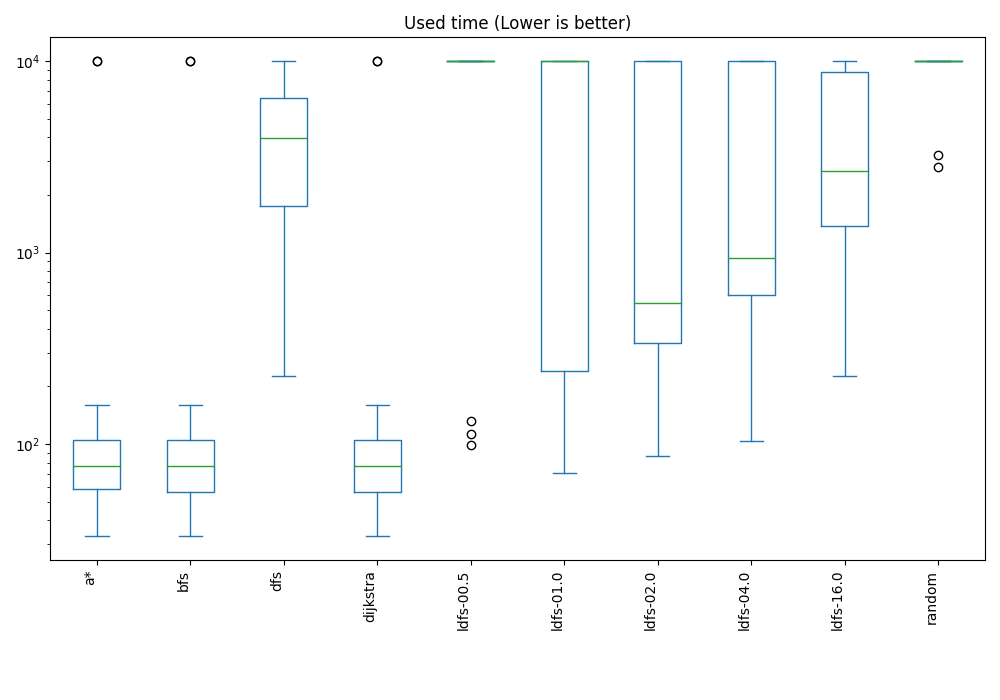 Used time (Lower is better)
10⁴
10³
10²
a*
bfs
dfs
dijkstra
ldfs-00.5
ldfs-01.0
ldfs-02.0
ldfs-04.0
ldfs-16.0
random